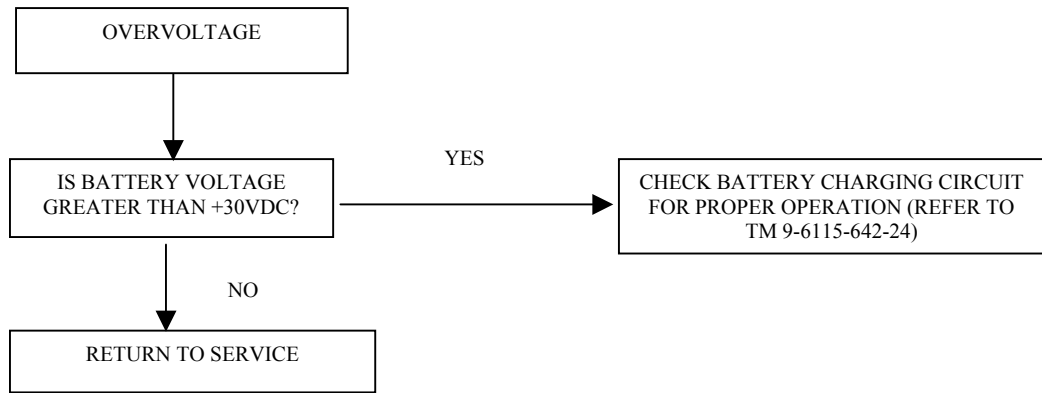 OVERVOLTAGE
IS BATTERY VOLTAGE
GREATER THAN +30VDC?
YES
CHECK BATTERY CHARGING CIRCUIT
FOR PROPER OPERATION (REFER TO
TM 9-6115-642-24)
NO
RETURN TO SERVICE